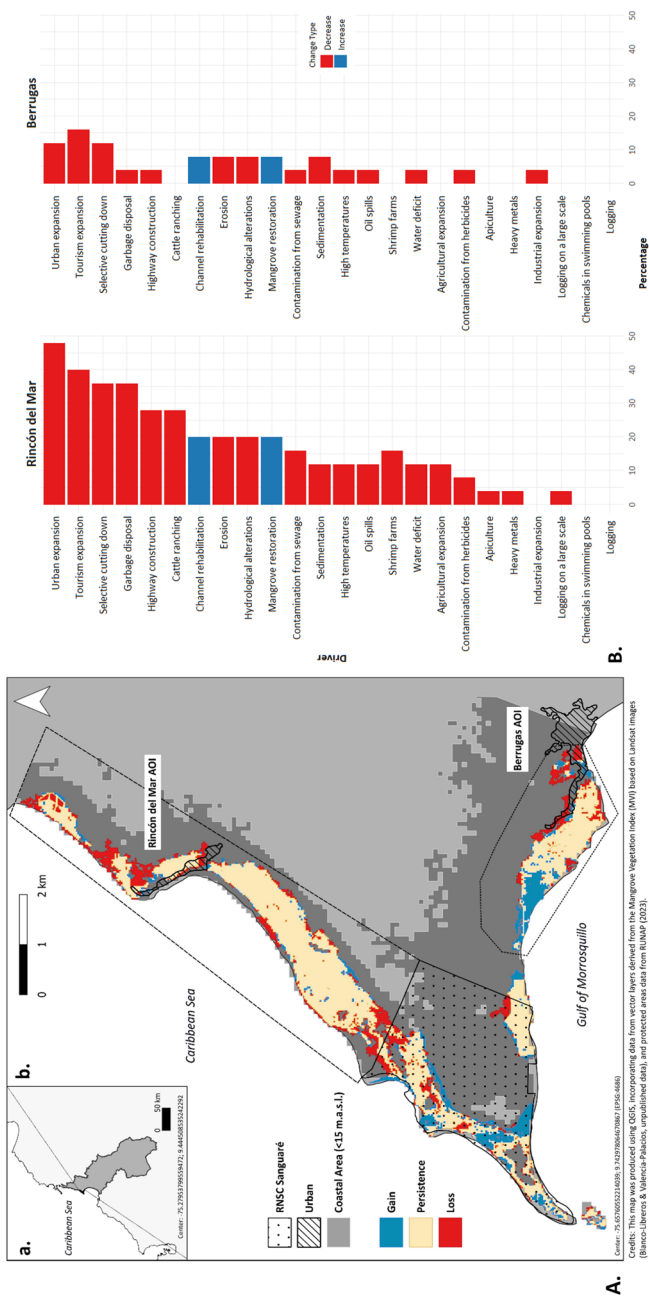 A.
a.
Caribbean Sea
0 50 km
Center: -75.22953799559472; 9.444508535242292
b.
0 1 2 km
Caribbean Sea
Rincón del Mar AOI
Berrugas AOI
Gulf of Morrosquillo
RNSC Sanguaré
Urban
Coastal Area (<15 m.a.s.l.)
Gain
Persistence
Loss
Center: -75.65760552214039; 9.742978064670867 (EPSG:4686)
Credits: This map was produced using QGIS, incorporating data from vector layers derived from the Mangrove Vegetation Index (MVI) based on Landsat images
(Blanco-Libreros & Valencia-Palacios, unpublished data), and protected areas data from RUNAP (2023).
B.
Driver
Rincón del Mar
Urban expansion
Tourism expansion
Selective cutting down
Garbage disposal
Highway construction
Cattle ranching
Channel rehabilitation
Erosion
Hydrological alterations
Mangrove restoration
Contamination from sewage
Sedimentation
High temperatures
Oil spills
Shrimp farms
Water deficit
Agricultural expansion
Contamination from herbicides
Apiculture
Heavy metals
Industrial expansion
Logging on a large scale
Chemicals in swimming pools
Logging
0 10 20 30 40 50
Berrugas
Urban expansion
Tourism expansion
Selective cutting down
Garbage disposal
Highway construction
Cattle ranching
Channel rehabilitation
Erosion
Hydrological alterations
Mangrove restoration
Contamination from sewage
Sedimentation
High temperatures
Oil spills
Shrimp farms
Water deficit
Agricultural expansion
Contamination from herbicides
Apiculture
Heavy metals
Industrial expansion
Logging on a large scale
Chemicals in swimming pools
Logging
0 10 20 30 40 50
Percentage
Change Type
Decrease
Increase